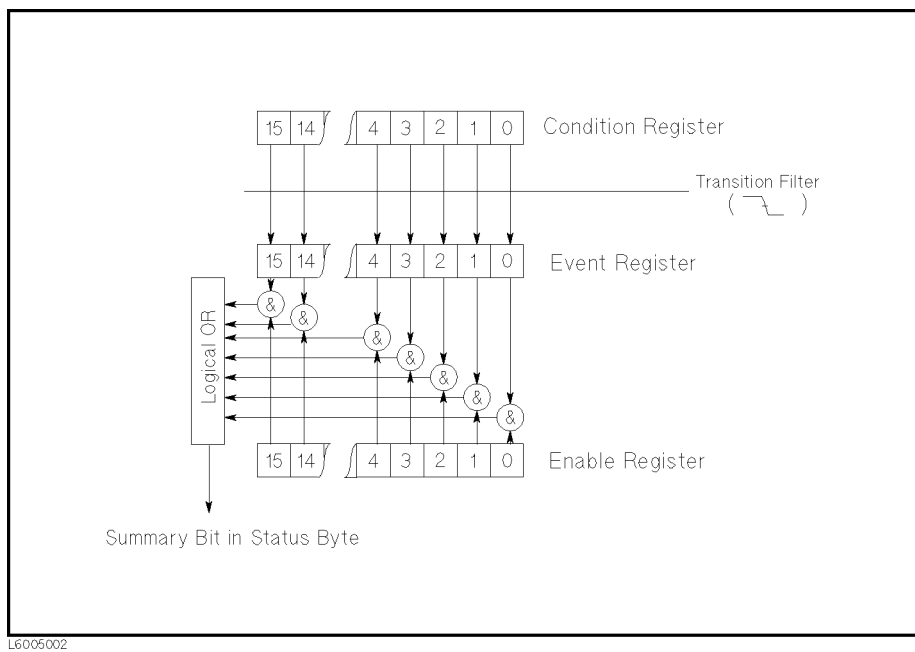 15 14 4 3 2 1 0 Condition Register
Transition Filter
( )
15 14 4 3 2 1 0 Event Register
&
&
&
&
&
&
&
Logical OR
15 14 4 3 2 1 0 Enable Register
Summary Bit in Status Byte
L6005002